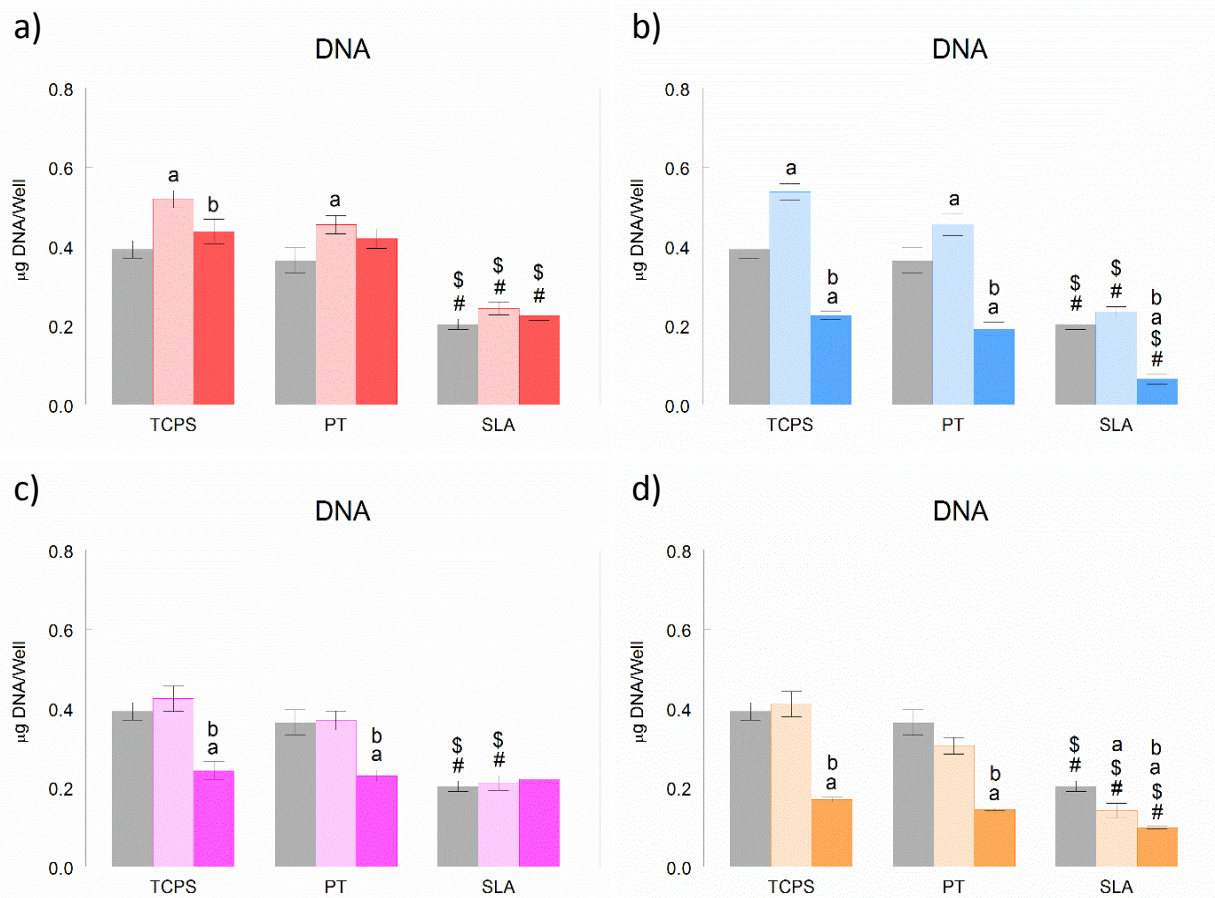 a)
DNA
μg DNA/Well
0.8
0.6
0.4
0.2
0.0
a
b
a
$ $ $
# # #
TCPS PT SLA
b)
DNA
μg DNA/Well
0.8
0.6
0.4
0.2
0.0
a
b
a
a
b
a
$
#
$
#
b
a
$
#
TCPS PT SLA
c)
DNA
μg DNA/Well
0.8
0.6
0.4
0.2
0.0
b
a
b
a
$ $
# #
TCPS PT SLA
d)
DNA
μg DNA/Well
0.8
0.6
0.4
0.2
0.0
b
a
b
a
$
#
a
$
#
b
a
$
#
TCPS PT SLA